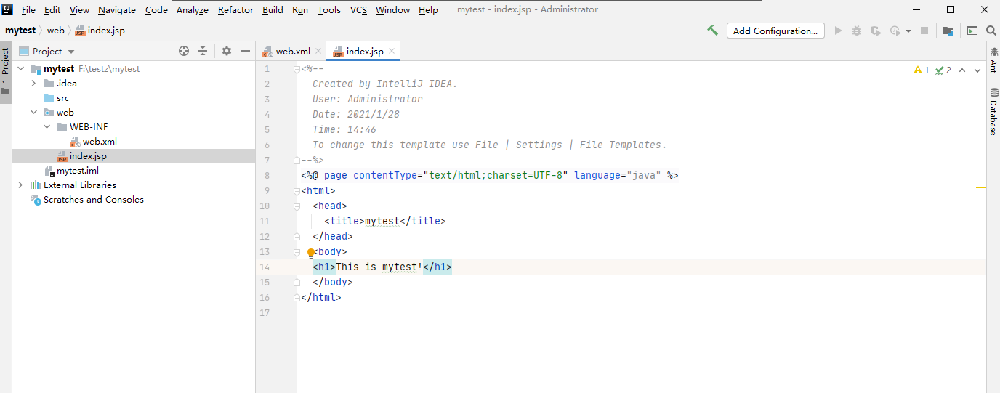 File Edit View Navigate Code Analyze Refactor Build Run Tools VCS Window Help mytest - index.jsp - Administrator
mytest web index.jsp Add Configuration...
1: Project
Project
mytest F:\testz\mytest
.idea
src
web
WEB-INF
web.xml
index.jsp
mytest.iml
External Libraries
Scratches and Consoles
web.xml index.jsp
1 <%--
2 Created by IntelliJ IDEA.
3 User: Administrator
4 Date: 2021/1/28
5 Time: 14:46
6 To change this template use File | Settings | File Templates.
7 --%>
8 <%@ page contentType="text/html;charset=UTF-8" language="java" %>
9 <html>
10 <head>
11 <title>mytest</title>
12 </head>
13 <body>
14 <h1>This is mytest!</h1>
15 </body>
16 </html>
17
1 2
Ant
Database